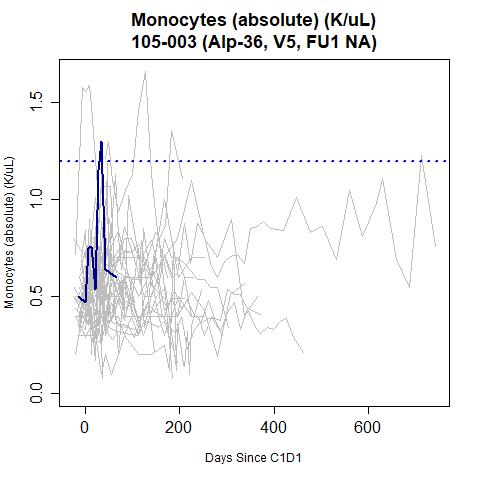 Monocytes (absolute) (K/uL)
105-003 (Alp-36, V5, FU1 NA)
Monocytes (absolute) (K/uL)
1.5
1.0
0.5
0.0
0 200 400 600
Days Since C1D1